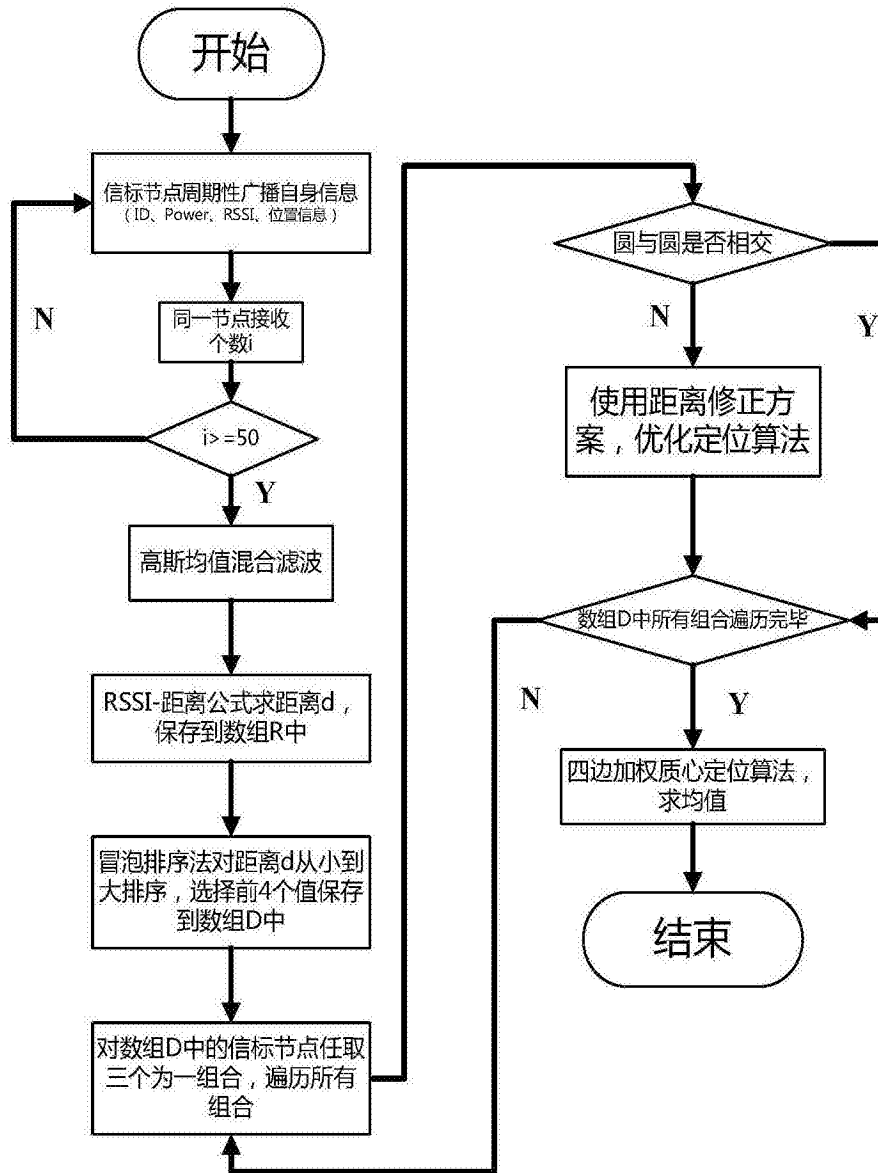 开始
信标节点周期性广播自身信息
（ID、Power、RSSI、位置信息）
同一节点接收
个数i
N
i>=50
Y
高斯均值混合滤波
RSSI-距离公式求距离d，
保存到数组R中
冒泡排序法对距离d从小到
大排序，选择前4个值保存
到数组D中
对数组D中的信标节点任取
三个为一组合，遍历所有
组合
圆与圆是否相交
N
Y
使用距离修正方
案，优化定位算法
数组D中所有组合遍历完毕
N
Y
四边加权质心定位算法，
求均值
结束